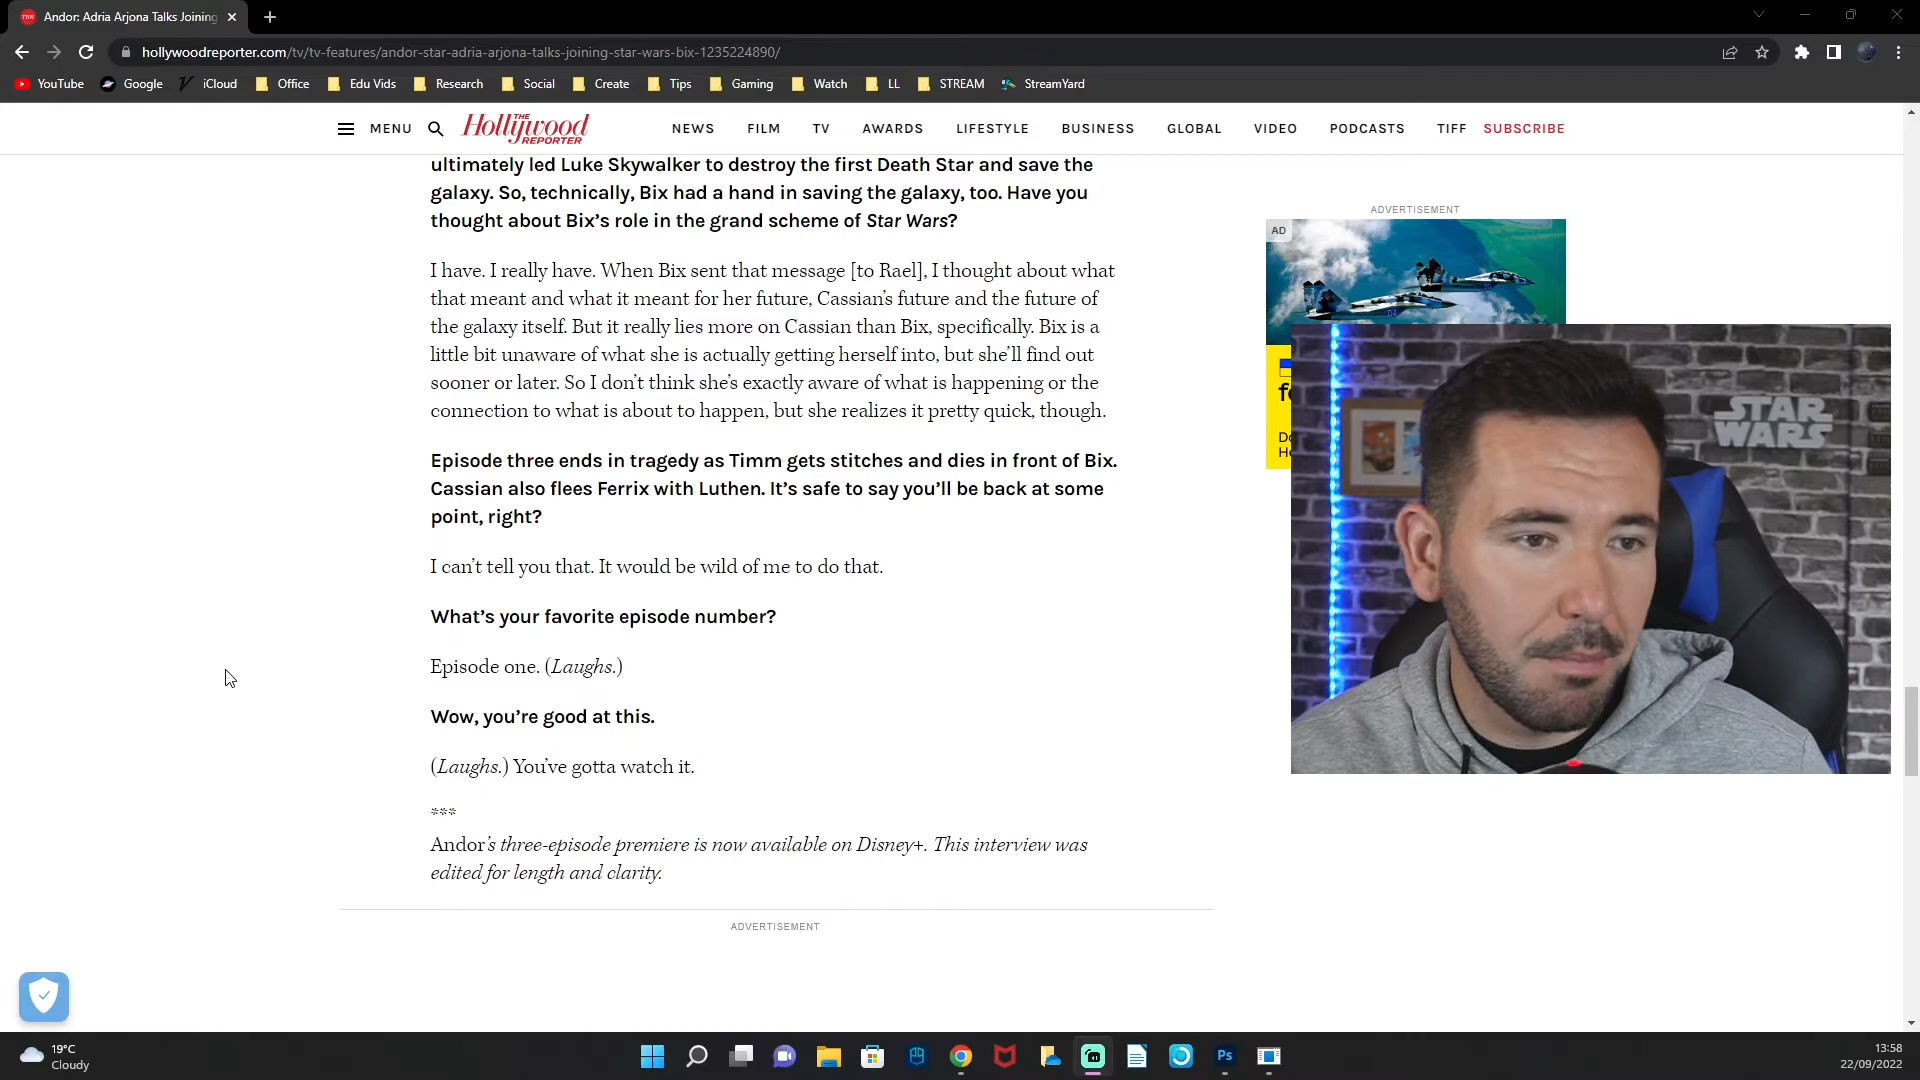 Andor: Adria Arjona Talks Joining
hollywoodreporter.com/tv/tv-features/andor-star-adria-arjona-talks-joining-star-wars-bix-1235224890/
YouTube Google iCloud Office Edu Vids Research Social Create Tips Gaming Watch LL STREAM StreamYard
MENU THE Hollywood REPORTER NEWS FILM TV AWARDS LIFESTYLE BUSINESS GLOBAL VIDEO PODCASTS TIFF SUBSCRIBE
ultimately led Luke Skywalker to destroy the first Death Star and save the
galaxy. So, technically, Bix had a hand in saving the galaxy, too. Have you
thought about Bix’s role in the grand scheme of Star Wars?
I have. I really have. When Bix sent that message [to Rael], I thought about what
that meant and what it meant for her future, Cassian’s future and the future of
the galaxy itself. But it really lies more on Cassian than Bix, specifically. Bix is a
little bit unaware of what she is actually getting herself into, but she’ll find out
sooner or later. So I don’t think she’s exactly aware of what is happening or the
connection to what is about to happen, but she realizes it pretty quick, though.
Episode three ends in tragedy as Timm gets stitches and dies in front of Bix.
Cassian also flees Ferrix with Luthen. It’s safe to say you’ll be back at some
point, right?
I can’t tell you that. It would be wild of me to do that.
What’s your favorite episode number?
Episode one. (Laughs.)
Wow, you’re good at this.
(Laughs.) You’ve gotta watch it.
***
Andor’s three-episode premiere is now available on Disney+. This interview was
edited for length and clarity.
ADVERTISEMENT
ADVERTISEMENT
AD
STAR
WARS
19°C
Cloudy
Ps
13:58
22/09/2022